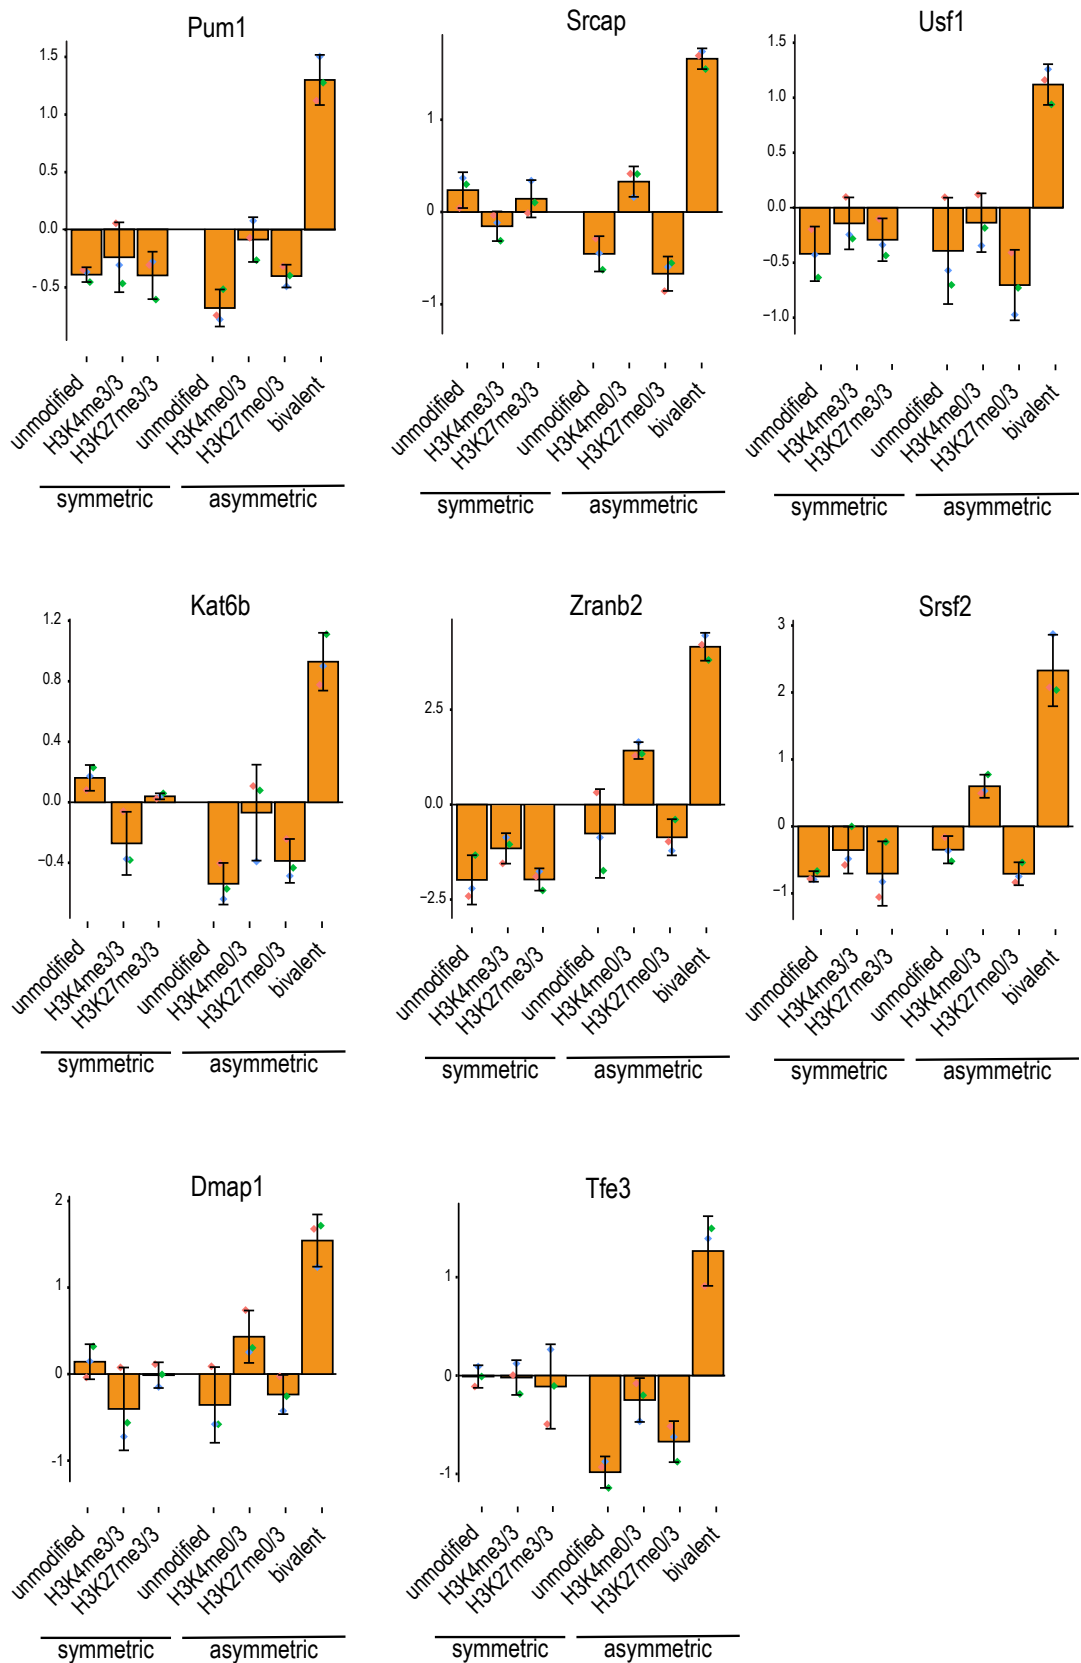 Pum1
1.5
1.0
0.5
0.0
- 0.5
unmodified
H3K4me3/3
H3K27me3/3
unmodified
H3K4me0/3
H3K27me0/3
bivalent
symmetric
asymmetric
Srcap
1
0
−1
unmodified
H3K4me3/3
H3K27me3/3
unmodified
H3K4me0/3
H3K27me0/3
bivalent
symmetric
asymmetric
Usf1
1.5
1.0
0.5
0.0
−0.5
−1.0
unmodified
H3K4me3/3
H3K27me3/3
unmodified
H3K4me0/3
H3K27me0/3
bivalent
symmetric
asymmetric
Kat6b
1.2
0.8
0.4
0.0
−0.4
unmodified
H3K4me3/3
H3K27me3/3
unmodified
H3K4me0/3
H3K27me0/3
bivalent
symmetric
asymmetric
Zranb2
2.5
0.0
−2.5
unmodified
H3K4me3/3
H3K27me3/3
unmodified
H3K4me0/3
H3K27me0/3
bivalent
symmetric
asymmetric
Srsf2
3
2
1
0
−1
unmodified
H3K4me3/3
H3K27me3/3
unmodified
H3K4me0/3
H3K27me0/3
bivalent
symmetric
asymmetric
Dmap1
2
1
0
-1
unmodified
H3K4me3/3
H3K27me3/3
unmodified
H3K4me0/3
H3K27me0/3
bivalent
symmetric
asymmetric
Tfe3
1
0
-1
unmodified
H3K4me3/3
H3K27me3/3
unmodified
H3K4me0/3
H3K27me0/3
bivalent
symmetric
asymmetric